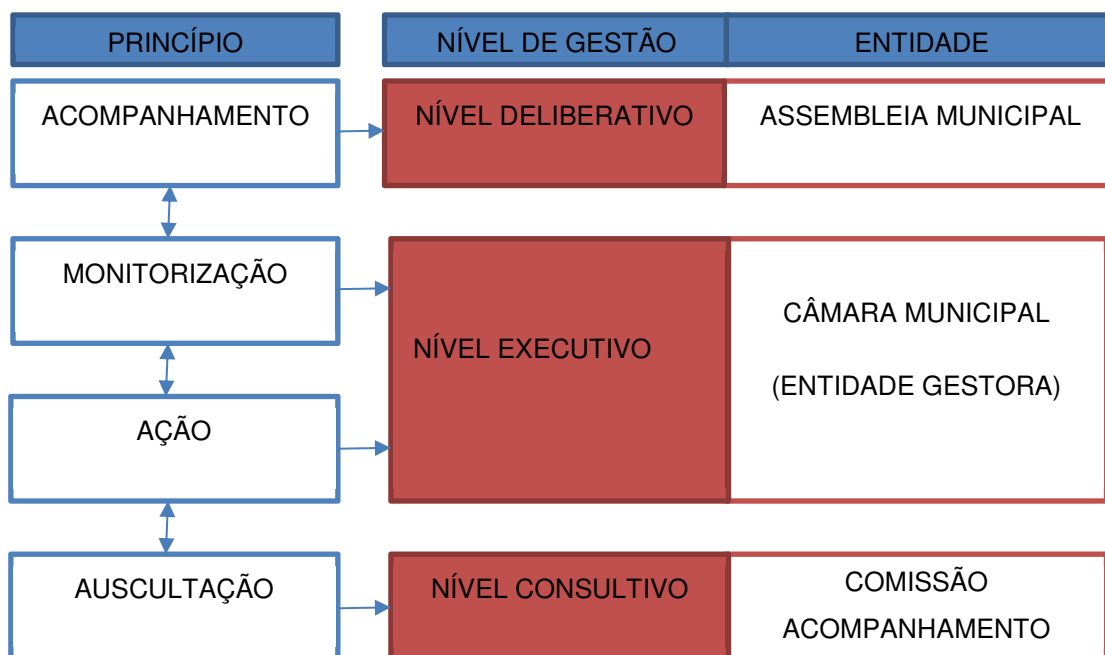 PRINCÍPIO NÍVEL DE GESTÃO ENTIDADE
ACOMPANHAMENTO NÍVEL DELIBERATIVO ASSEMBLEIA MUNICIPAL
MONITORIZAÇÃO
CÂMARA MUNICIPAL
NÍVEL EXECUTIVO
(ENTIDADE GESTORA)
AÇÃO
AUSCULTAÇÃO NÍVEL CONSULTIVO COMISSÃO
ACOMPANHAMENTO